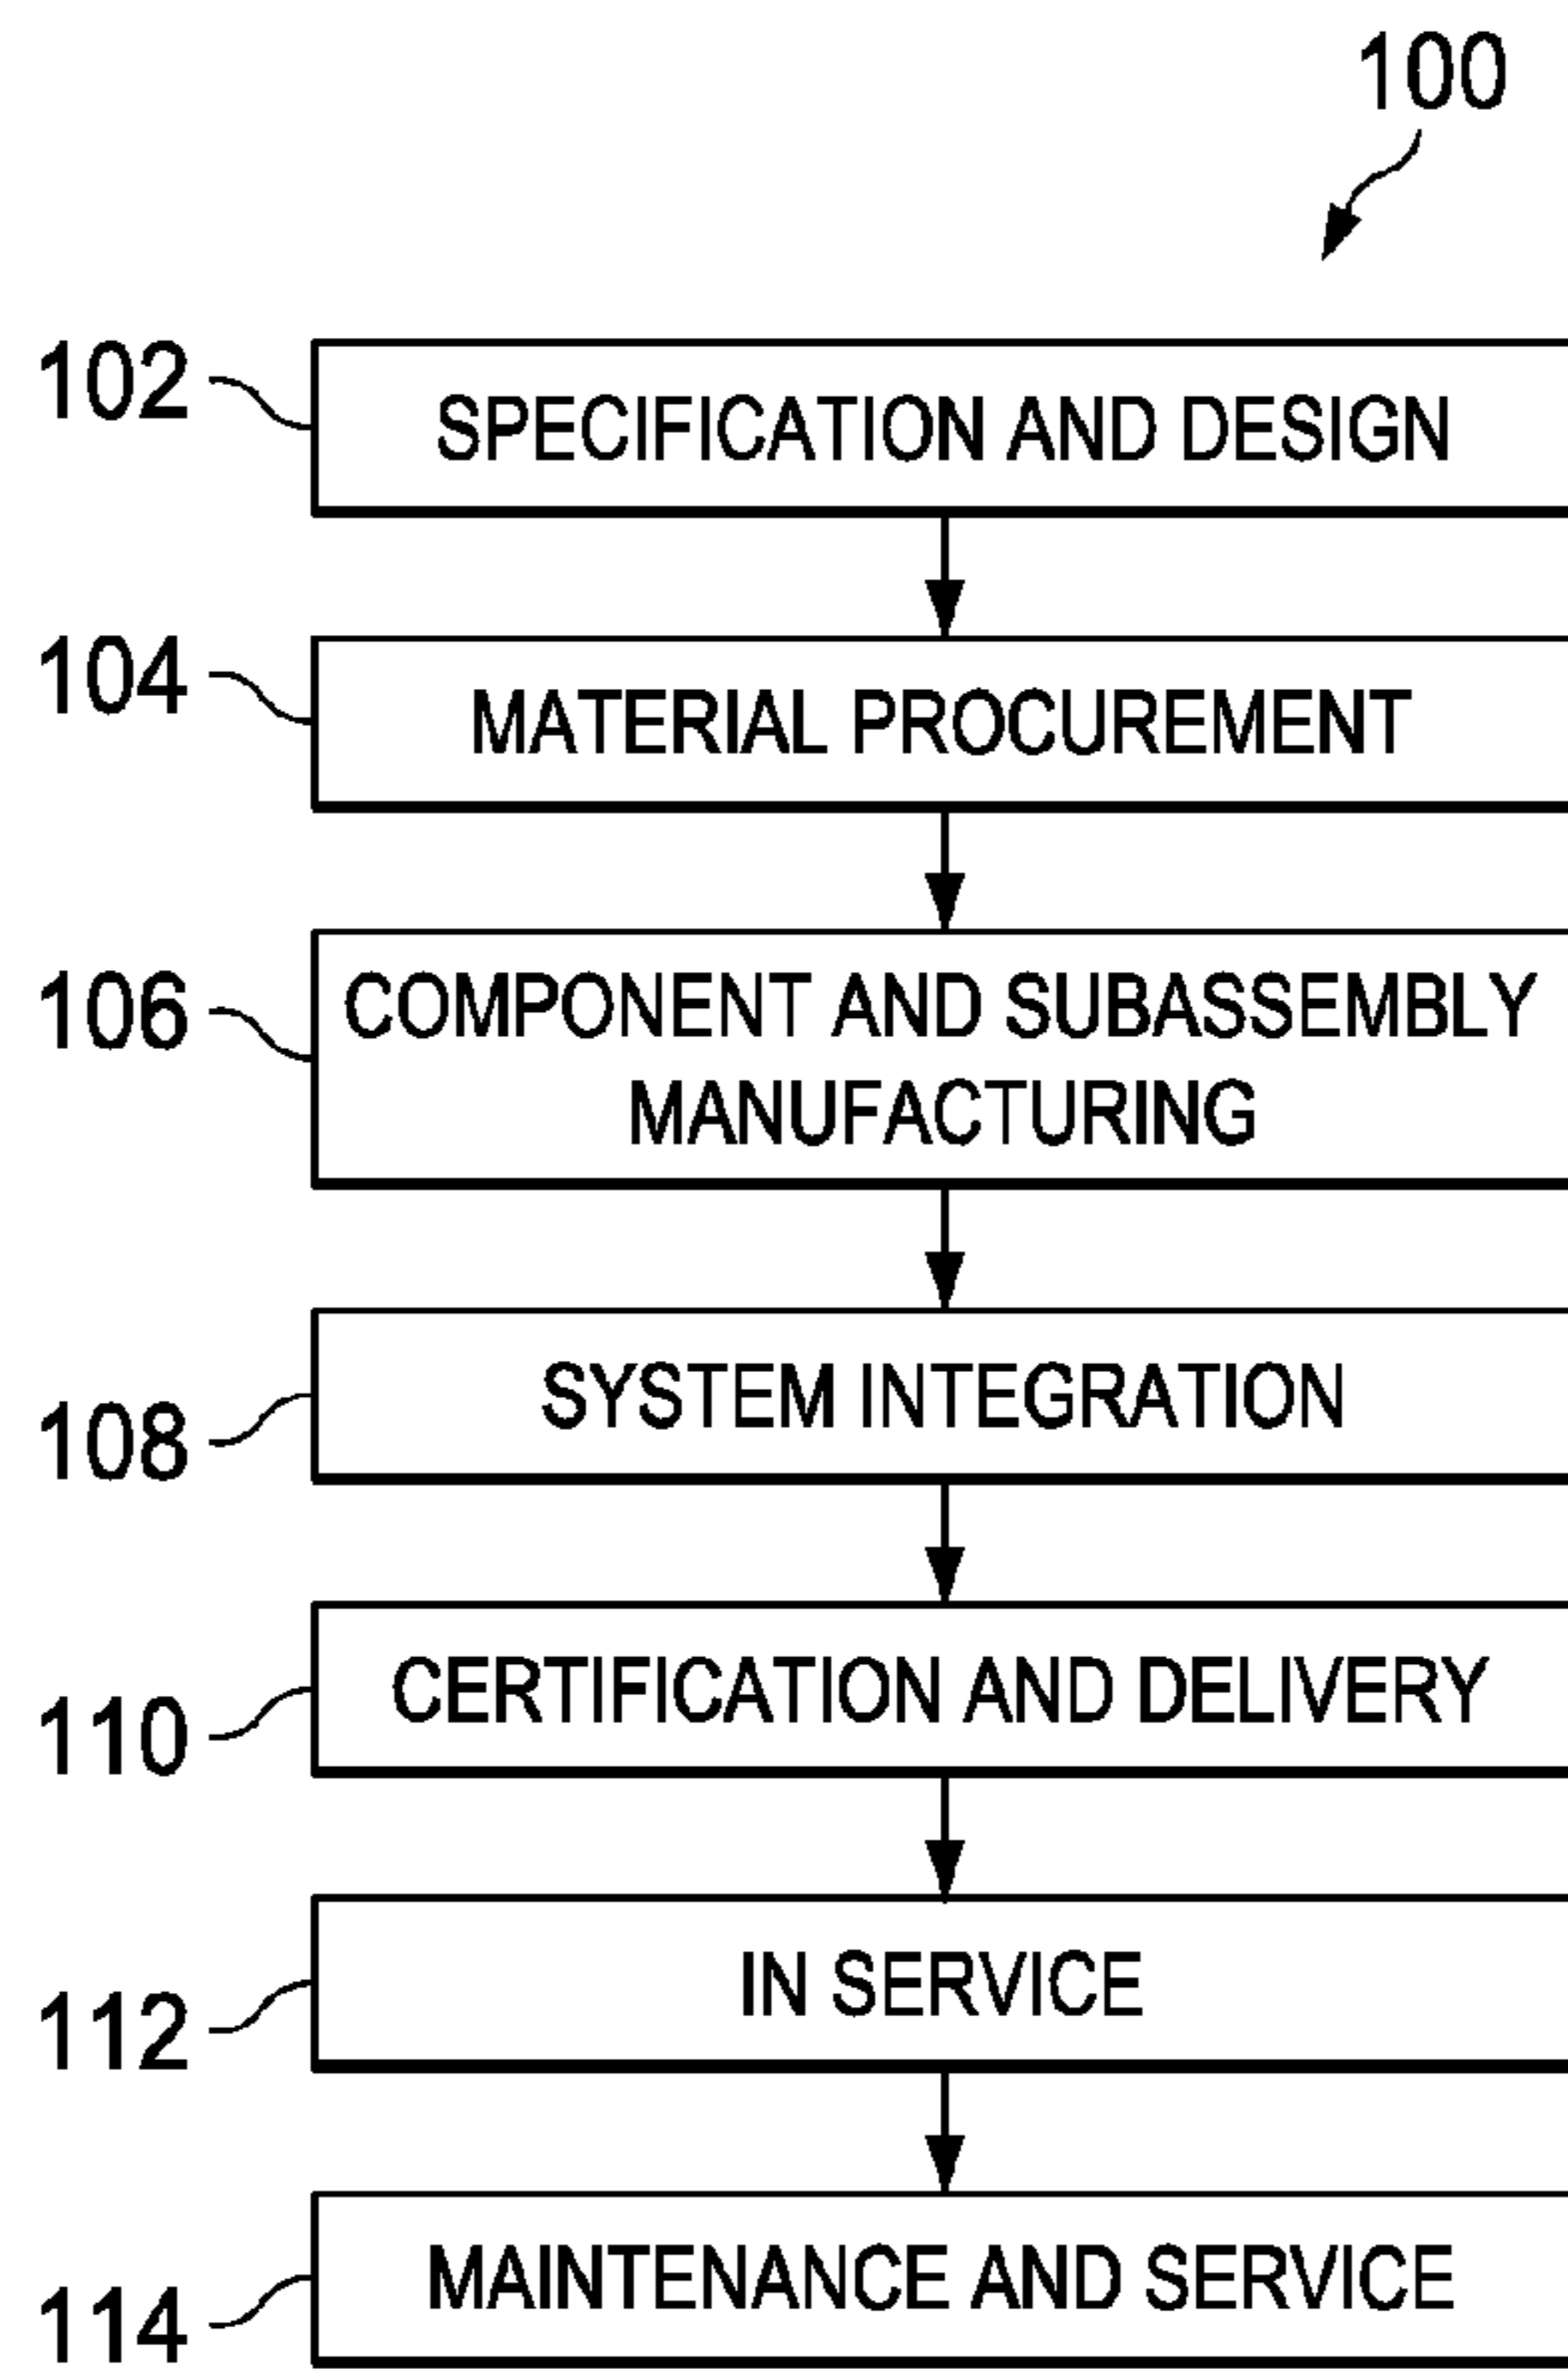 100
102
SPECIFICATION AND DESIGN
104
MATERIAL PROCUREMENT
106
COMPONENT AND SUBASSEMBLY
MANUFACTURING
108
SYSTEM INTEGRATION
110
CERTIFICATION AND DELIVERY
112
IN SERVICE
114
MAINTENANCE AND SERVICE